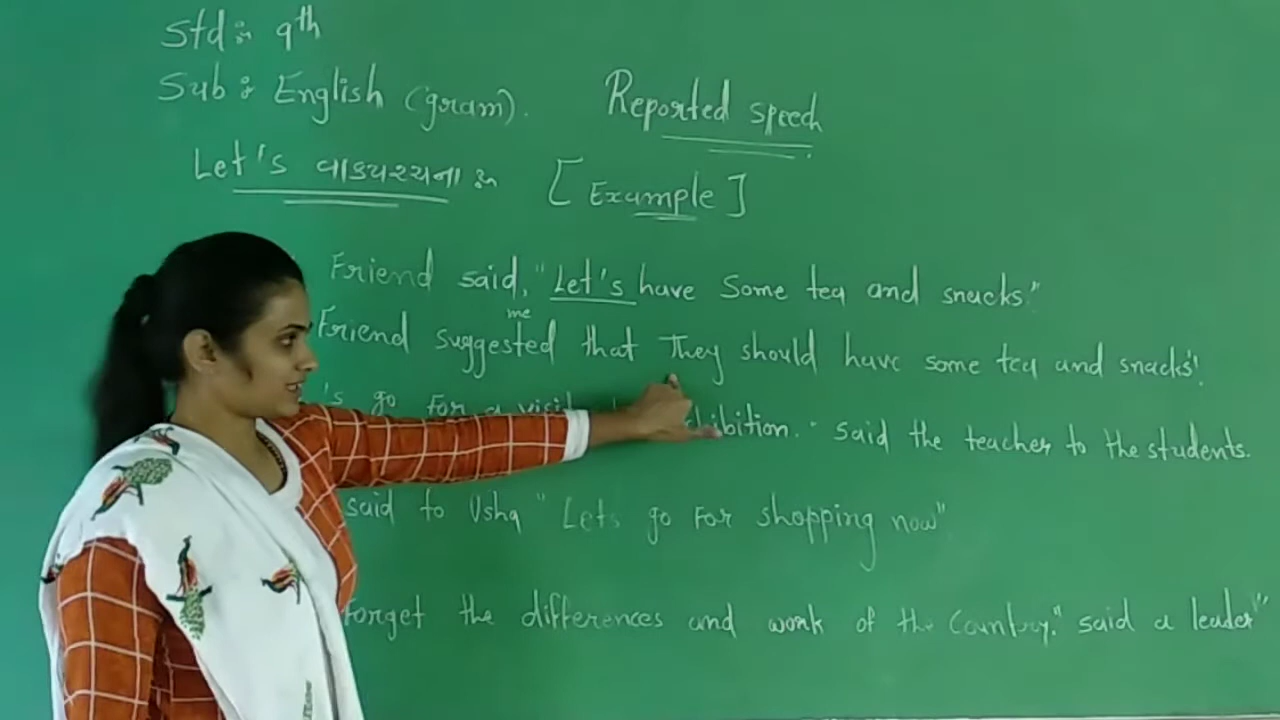 Std : 9th
Sub : English (gram).
Reported speech
Let's વાક્યરચના :
[Example]
Friend said, "Let's have some tea and snacks."
me
Friend suggested that They should have some tea and snacks'.
's go for a visit hibition." said the teacher to the students.
said to Usha "Lets go for shopping now"
forget the differences and work of the Country." said a leader"